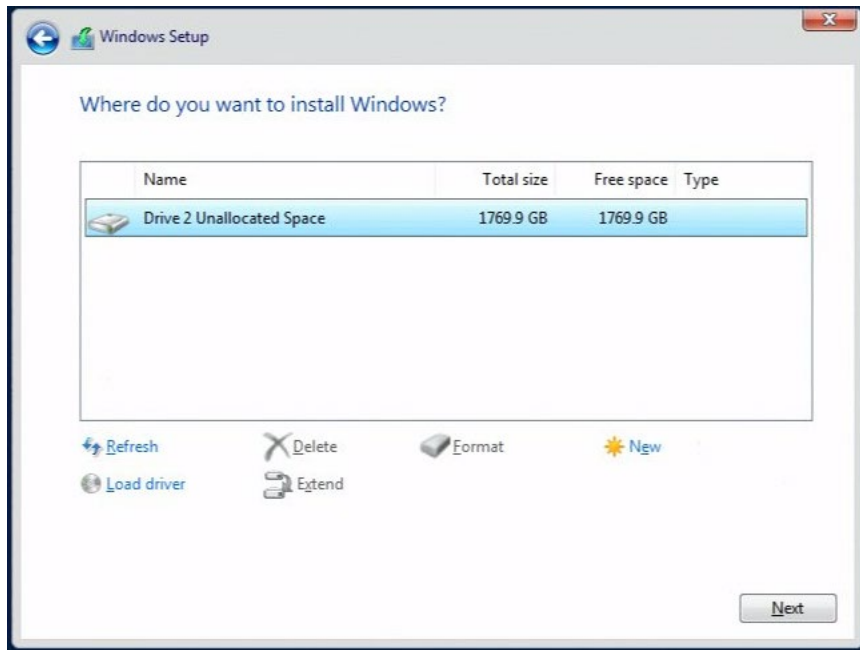 Windows Setup
Where do you want to install Windows?
Name Total size Free space Type
Drive 2 Unallocated Space 1769.9 GB 1769.9 GB
Refresh Delete Format New
Load driver Extend
Next